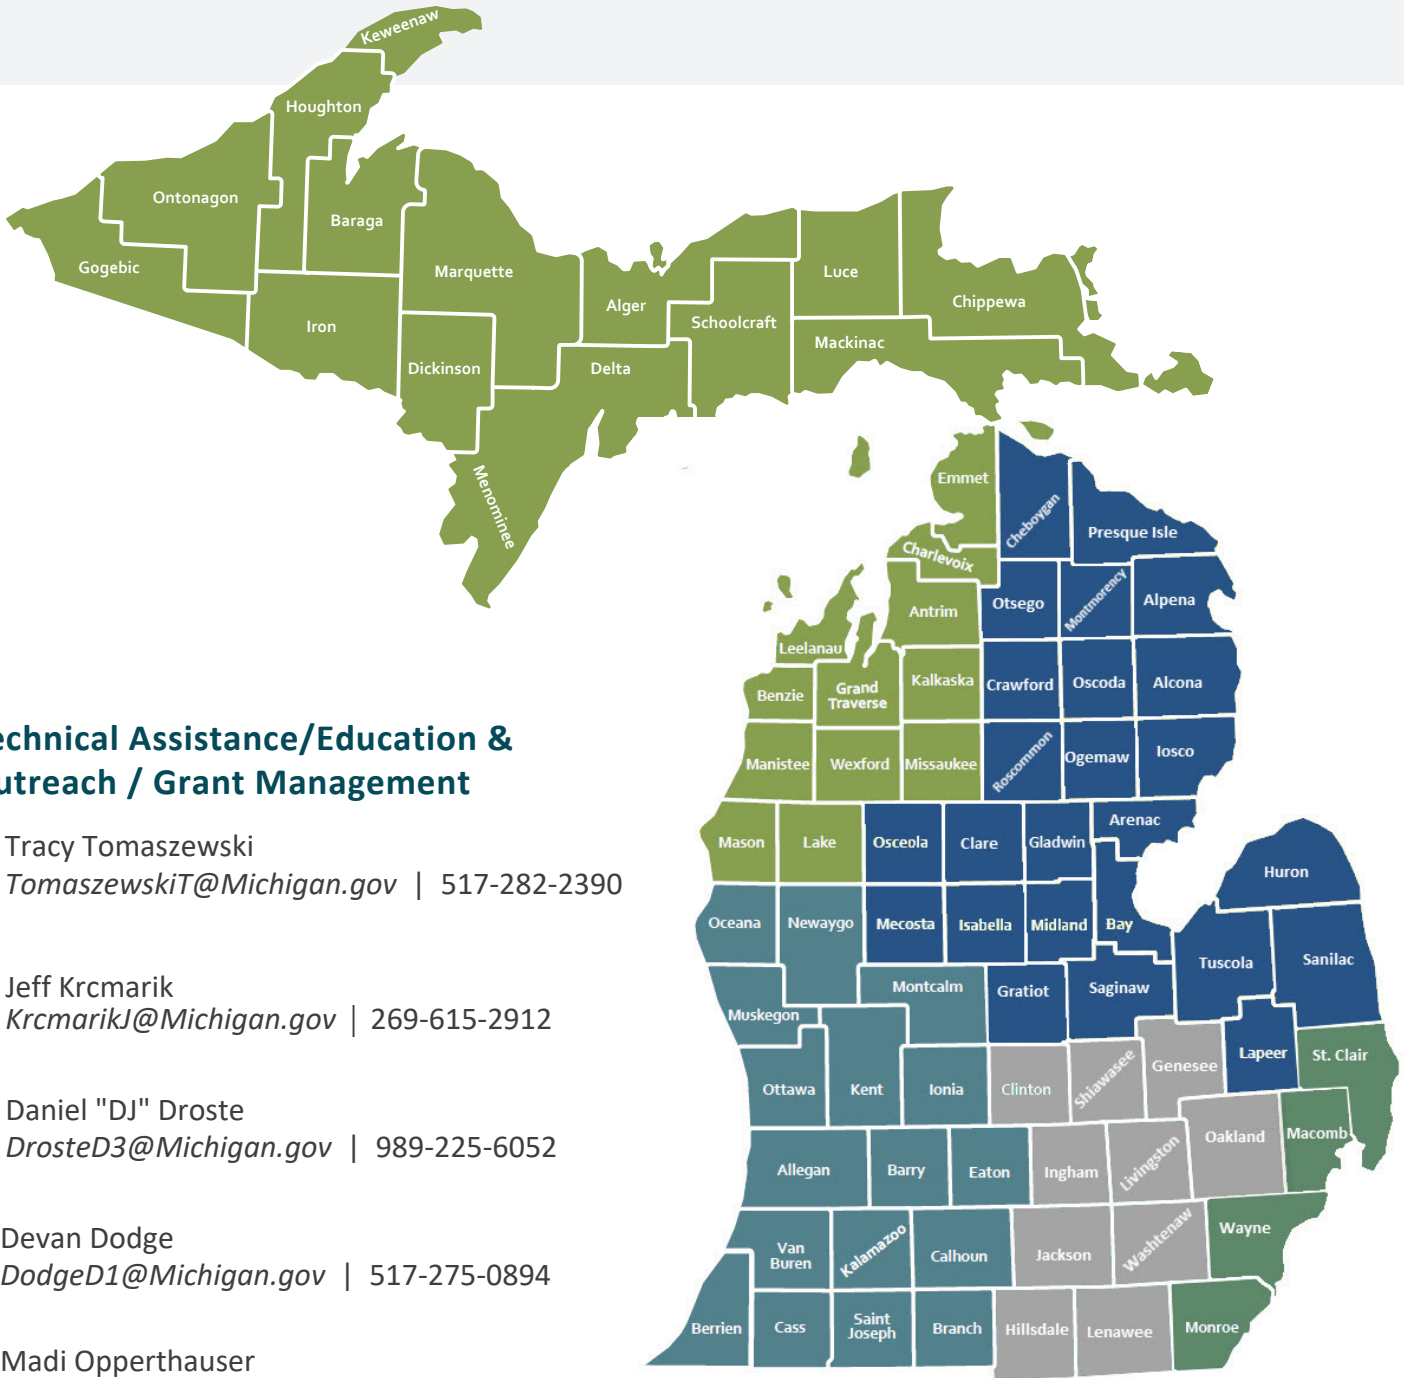 Keweenaw
Houghton
Ontonagon
Baraga
Gogebic
Marquette
Luce
Alger
Chippewa
Iron
Schoolcraft
Mackinac
Dickinson
Delta
Menominee
Emmet
Cheboygan
Presque Isle
Charlevoix
Otsego
Montmorency
Alpena
Antrim
Leelanau
Kalkaska
Crawford
Oscoda
Alcona
Benzie
Grand
Traverse
Manistee
Wexford
Missaukee
Roscommon
Ogemaw
Iosco
Arenac
Mason
Lake
Osceola
Clare
Gladwin
Huron
Oceana
Newaygo
Mecosta
Isabella
Midland
Bay
Tuscola
Sanilac
Montcalm
Gratiot
Saginaw
Muskegon
Ottawa
Kent
Ionia
Clinton
Shiawasee
Genesee
Lapeer
St. Clair
Allegan
Barry
Eaton
Ingham
Livingston
Oakland
Macomb
Van
Buren
Kalamazoo
Calhoun
Jackson
Washtenaw
Wayne
Berrien
Cass
Saint
Joseph
Branch
Hillsdale
Lenawee
Monroe
echnical Assistance/Education &
utreach / Grant Management
Tracy Tomaszewski
TomaszewskiT@Michigan.gov | 517-282-2390
Jeff Krcmarik
KrcmarikJ@Michigan.gov | 269-615-2912
Daniel "DJ" Droste
DrosteD3@Michigan.gov | 989-225-6052
Devan Dodge
DodgeD1@Michigan.gov | 517-275-0894
Madi Opperthauser